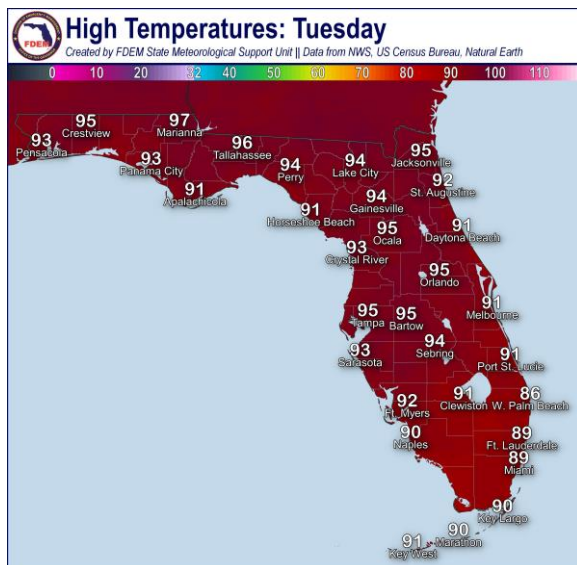 FDEM
High Temperatures: Tuesday
Created by FDEM State Meteorological Support Unit || Data from NWS, US Census Bureau, Natural Earth
0 10 20 32 40 50 60 70 80 90 100 110
93
Pensacola
95
Crestview
97
Marianna
93
Panama City
91
Apalachicola
96
Tallahassee
94
Perry
94
Lake City
95
Jacksonville
92
St. Augustine
94
Gainesville
91
Horseshoe Beach
95
Ocala
91
Daytona Beach
93
Crystal River
95
Orlando
91
Melbourne
95
Tampa
95
Bartow
94
Sebring
93
Sarasota
91
Port St. Lucie
92
Ft. Myers
91
Clewiston
86
W. Palm Beach
90
Naples
89
Ft. Lauderdale
89
Miami
90
Key Largo
90
Marathon
91
Key West